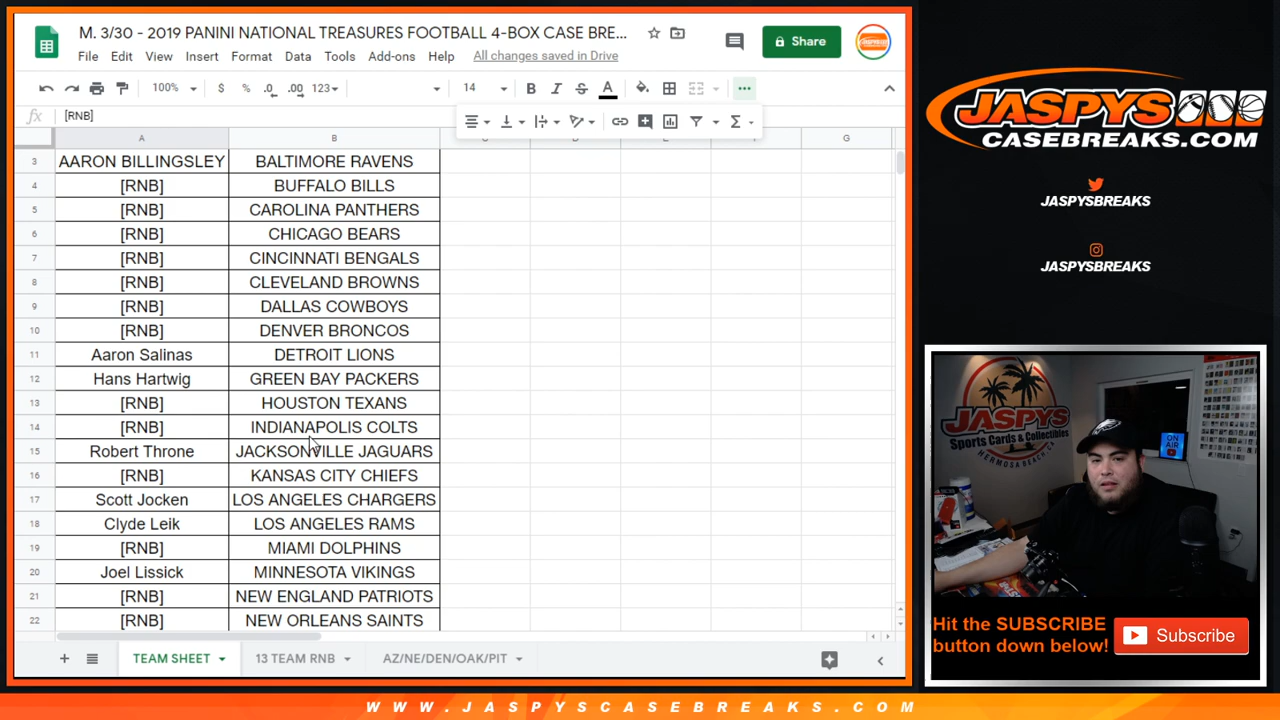 M. 3/30 - 2019 PANINI NATIONAL TREASURES FOOTBALL 4-BOX CASE BRE...
File Edit View Insert Format Data Tools Add-ons Help All changes saved in Drive
Share
100% $ % .0 .00 123 14 B I S A
fx [RNB]
A B C D E F G
3 AARON BILLINGSLEY BALTIMORE RAVENS
4 [RNB] BUFFALO BILLS
5 [RNB] CAROLINA PANTHERS
6 [RNB] CHICAGO BEARS
7 [RNB] CINCINNATI BENGALS
8 [RNB] CLEVELAND BROWNS
9 [RNB] DALLAS COWBOYS
10 [RNB] DENVER BRONCOS
11 Aaron Salinas DETROIT LIONS
12 Hans Hartwig GREEN BAY PACKERS
13 [RNB] HOUSTON TEXANS
14 [RNB] INDIANAPOLIS COLTS
15 Robert Throne JACKSONVILLE JAGUARS
16 [RNB] KANSAS CITY CHIEFS
17 Scott Jocken LOS ANGELES CHARGERS
18 Clyde Leik LOS ANGELES RAMS
19 [RNB] MIAMI DOLPHINS
20 Joel Lissick MINNESOTA VIKINGS
21 [RNB] NEW ENGLAND PATRIOTS
22 [RNB] NEW ORLEANS SAINTS
TEAM SHEET 13 TEAM RNB AZ/NE/DEN/OAK/PIT
JASPYS
CASEBREAKS.COM
JASPYSBREAKS
JASPYSBREAKS
JASPYS
Sports Cards & Collectibles
HERMOSA BEACH, CA
ON AIR
Hit the SUBSCRIBE
button down below!
Subscribe
WWW.JASPYSCASEBREAKS.COM